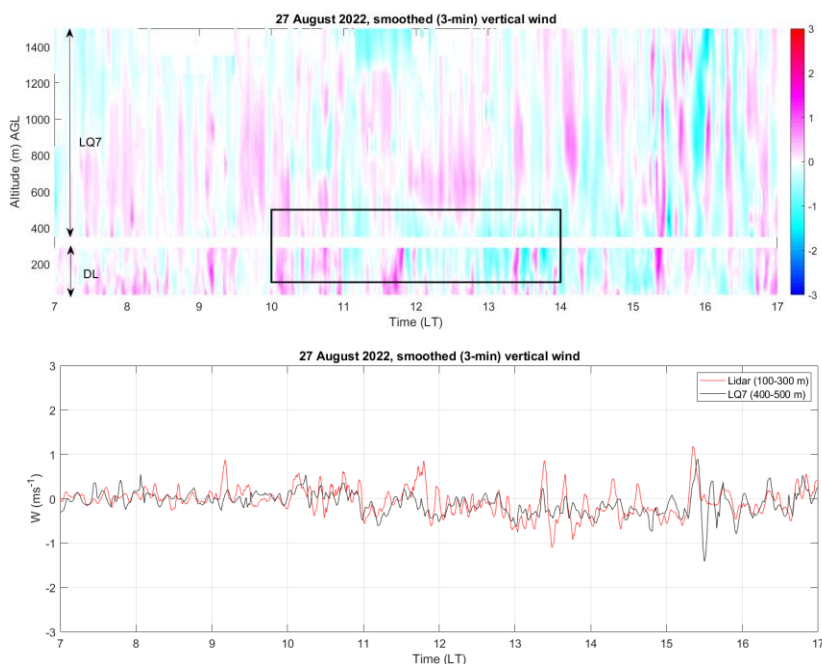 27 August 2022, smoothed (3-min) vertical wind
Altitude (m) AGL
1400
1200
1000
800
600
400
200
LQ7
DL
7 8 9 10 11 12 13 14 15 16 17
Time (LT)
3
2
1
0
-1
-2
-3
27 August 2022, smoothed (3-min) vertical wind
Lidar (100-300 m)
LQ7 (400-500 m)
W (ms⁻¹)
3
2
1
0
-1
-2
-3
7 8 9 10 11 12 13 14 15 16 17
Time (LT)